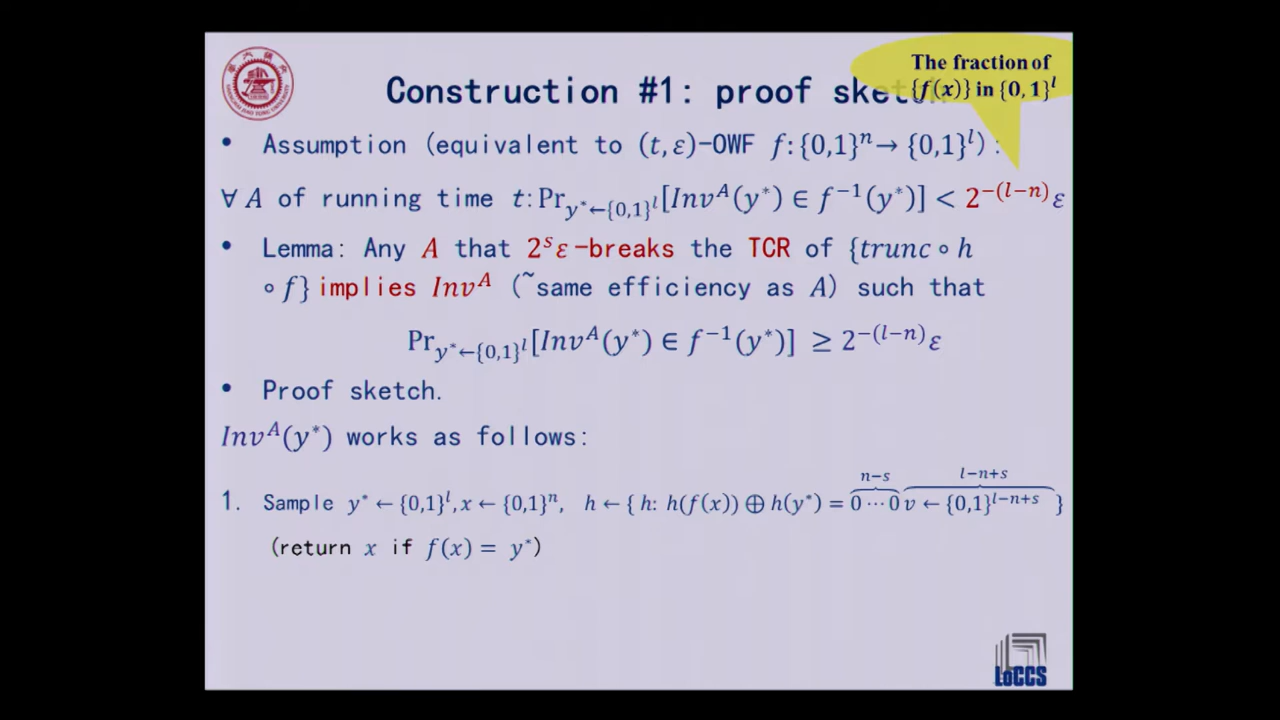 The fraction of
{f(x)} in {0,1}^l
Construction #1: proof sketch
• Assumption (equivalent to (t,ε)-OWF f:{0,1}^n→{0,1}^l):
∀ A of running time t: Pr_{y*←{0,1}^l}[Inv^A(y*) ∈ f^{-1}(y*)] < 2^{-(l-n)}ε
• Lemma: Any A that 2^s ε-breaks the TCR of {trunc∘h
∘f} implies Inv^A (~same efficiency as A) such that
Pr_{y*←{0,1}^l}[Inv^A(y*) ∈ f^{-1}(y*)] ≥ 2^{-(l-n)}ε
• Proof sketch.
Inv^A(y*) works as follows:
n−s l−n+s
1. Sample y* ←{0,1}^l, x ←{0,1}^n, h ← { h: h(f(x))⊕h(y*) = 0⋯0 v ←{0,1}^{l−n+s} }
(return x if f(x) = y*)
LoCCS